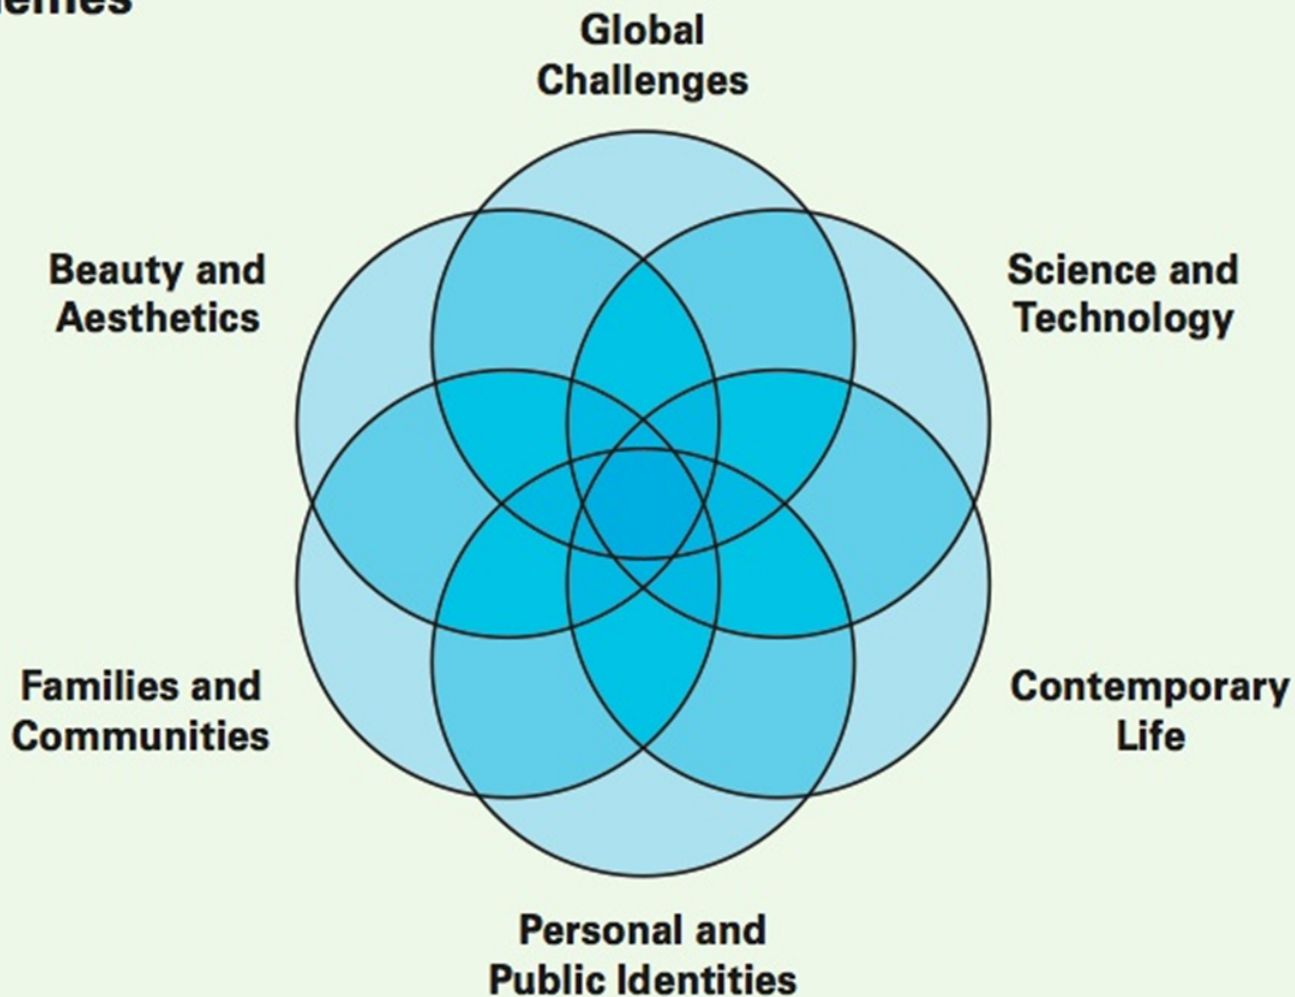 Global
Challenges
Beauty and
Aesthetics
Science and
Technology
Families and
Communities
Contemporary
Life
Personal and
Public Identities